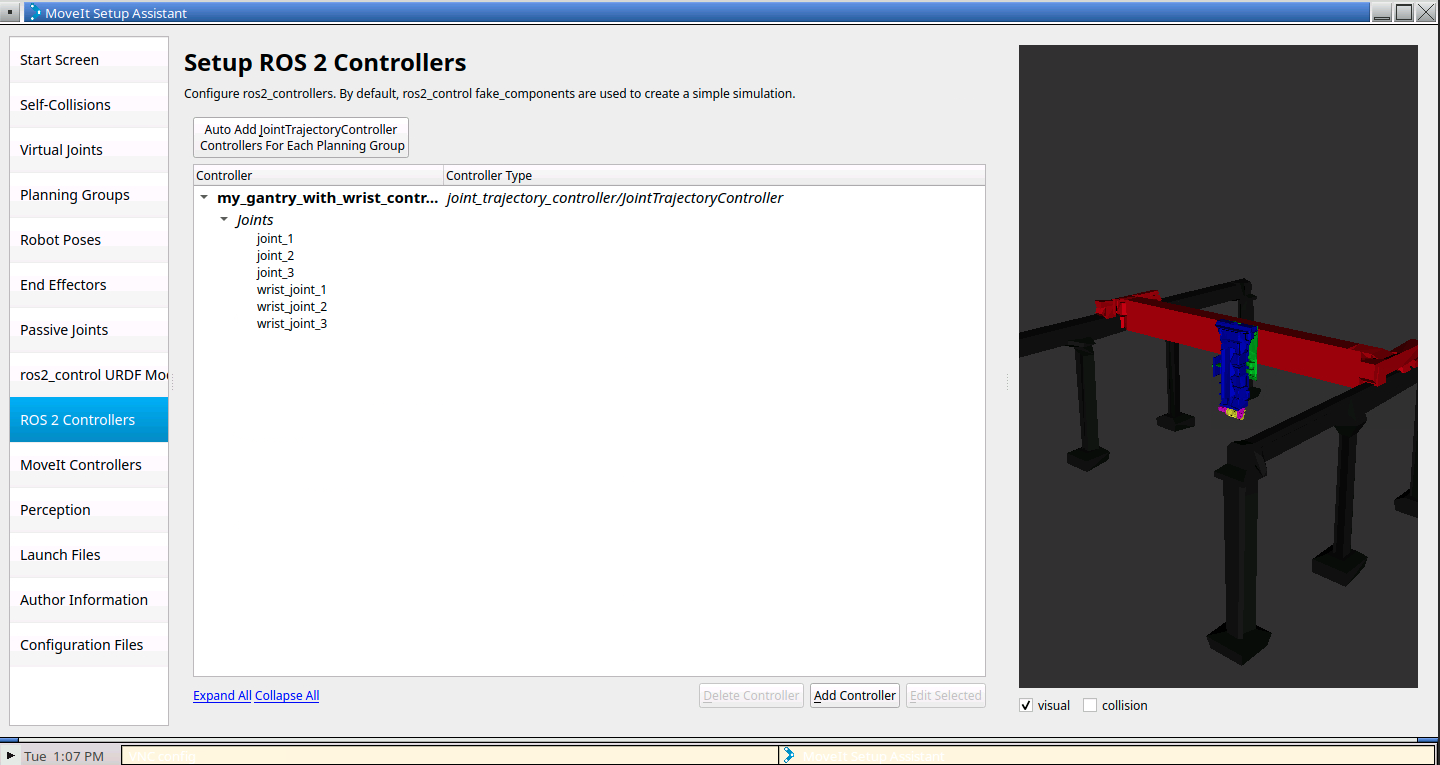 MoveIt Setup Assistant
Start Screen
Self-Collisions
Virtual Joints
Planning Groups
Robot Poses
End Effectors
Passive Joints
ros2_control URDF Mo
ROS 2 Controllers
MoveIt Controllers
Perception
Launch Files
Author Information
Configuration Files
Setup ROS 2 Controllers
Configure ros2_controllers. By default, ros2_control fake_components are used to create a simple simulation.
Auto Add JointTrajectoryController
Controllers For Each Planning Group
Controller Controller Type
my_gantry_with_wrist_contr... joint_trajectory_controller/JointTrajectoryController
Joints
joint_1
joint_2
joint_3
wrist_joint_1
wrist_joint_2
wrist_joint_3
Expand All Collapse All Delete Controller Add Controller Edit Selected
visual collision
Tue 1:07 PM MoveIt Setup Assistant